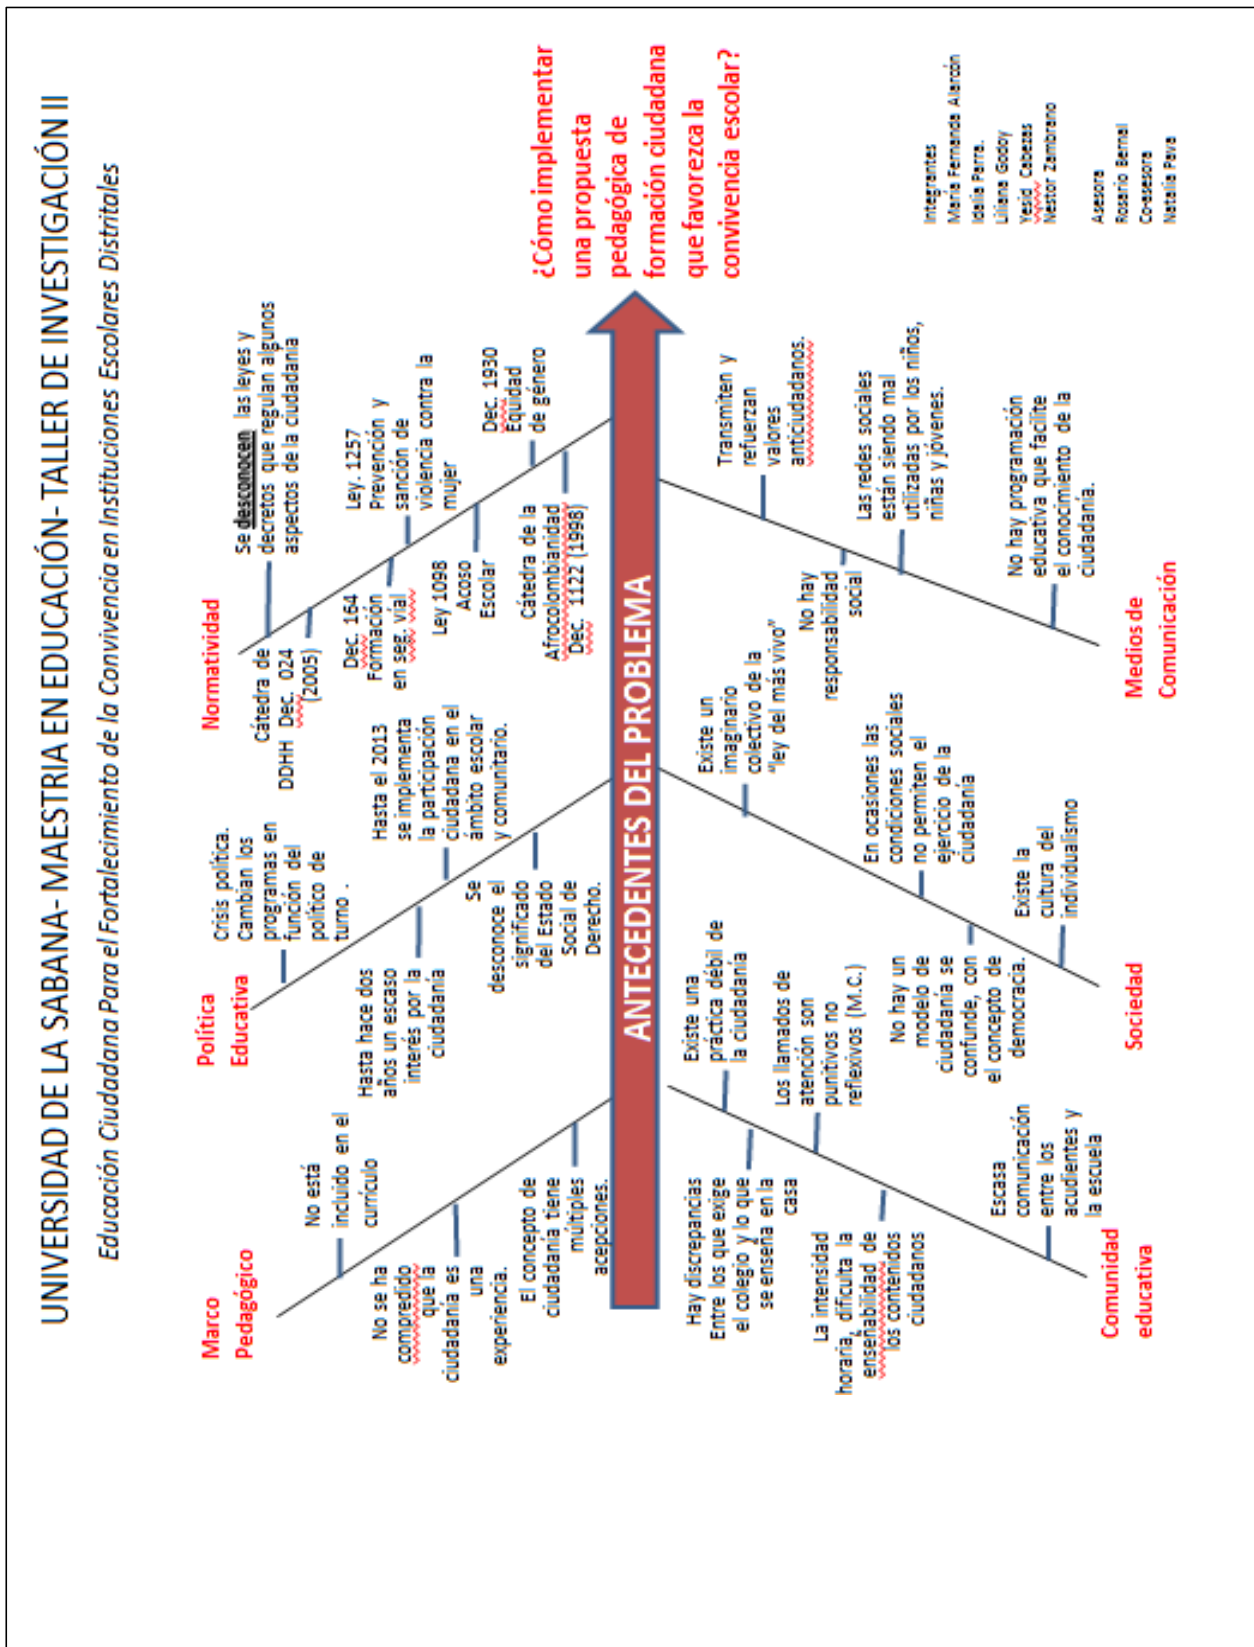 UNIVERSIDAD DE LA SABANA- MAESTRIA EN EDUCACIÓN- TALLER DE INVESTIGACIÓN II
Educación Ciudadana Para el Fortalecimiento de la Convivencia en Instituciones Escolares Distritales
Marco
Pedagógico
No está
incluido en el
currículo
No se ha
compredido
que la
ciudadanía es
una
experiencia.
El concepto de
ciudadanía tiene
múltiples
acepciones.
Política
Educativa
Crisis política.
Cambian los
programas en
función del
político de
turno .
Hasta hace dos
años un escaso
interés por la
ciudadanía
Hasta el 2013
se implementa
la participación
ciudadana en el
ámbito escolar
y comunitario.
Se
desconoce el
significado
del Estado
Social de
Derecho.
Normatividad
Se desconocen las leyes y
decretos que regulan algunos
aspectos de la ciudadanía
Cátedra de
DDHH Dec. 024
(2005)
Ley. 1257
Prevención y
sanción de
violencia contra la
mujer
Dec. 164
Formación
en seg. vial
Ley 1098
Acoso
Escolar
Dec. 1930
Equidad
de género
Cátedra de la
Afrocolombianidad
Dec. 1122 (1998)
ANTECEDENTES DEL PROBLEMA
¿Cómo implementar
una propuesta
pedagógica de
formación ciudadana
que favorezca la
convivencia escolar?
Existe una
práctica débil de
la ciudadanía
Hay discrepancias
Entre los que exige
el colegio y lo que
se enseña en la
casa
Los llamados de
atención son
punitivos no
reflexivos (M.C.)
La intensidad
horaria, dificulta la
enseñabilidad de
los contenidos
ciudadanos
Escasa
comunicación
entre los
acudientes y
la escuela
Comunidad
educativa
Existe un
imaginario
colectivo de la
"ley del más vivo"
En ocasiones las
condiciones sociales
no permiten el
ejercicio de la
ciudadanía
No hay un
modelo de
ciudadanía se
confunde, con
el concepto de
democracia.
Existe la
cultura del
individualismo
Sociedad
Transmiten y
refuerzan
valores
anticiudadanos.
No hay
responsabilidad
social
Las redes sociales
están siendo mal
utilizadas por los niños,
niñas y jóvenes.
No hay programación
educativa que facilite
el conocimiento de la
ciudadanía.
Medios de
Comunicación
Integrantes
María Fernanda Alarcón
Idalia Parra.
Liliana Godoy
Yesid Cabezas
Nestor Zambrano
Asesora
Rosario Bernal
Co-asesora
Natalia Pava